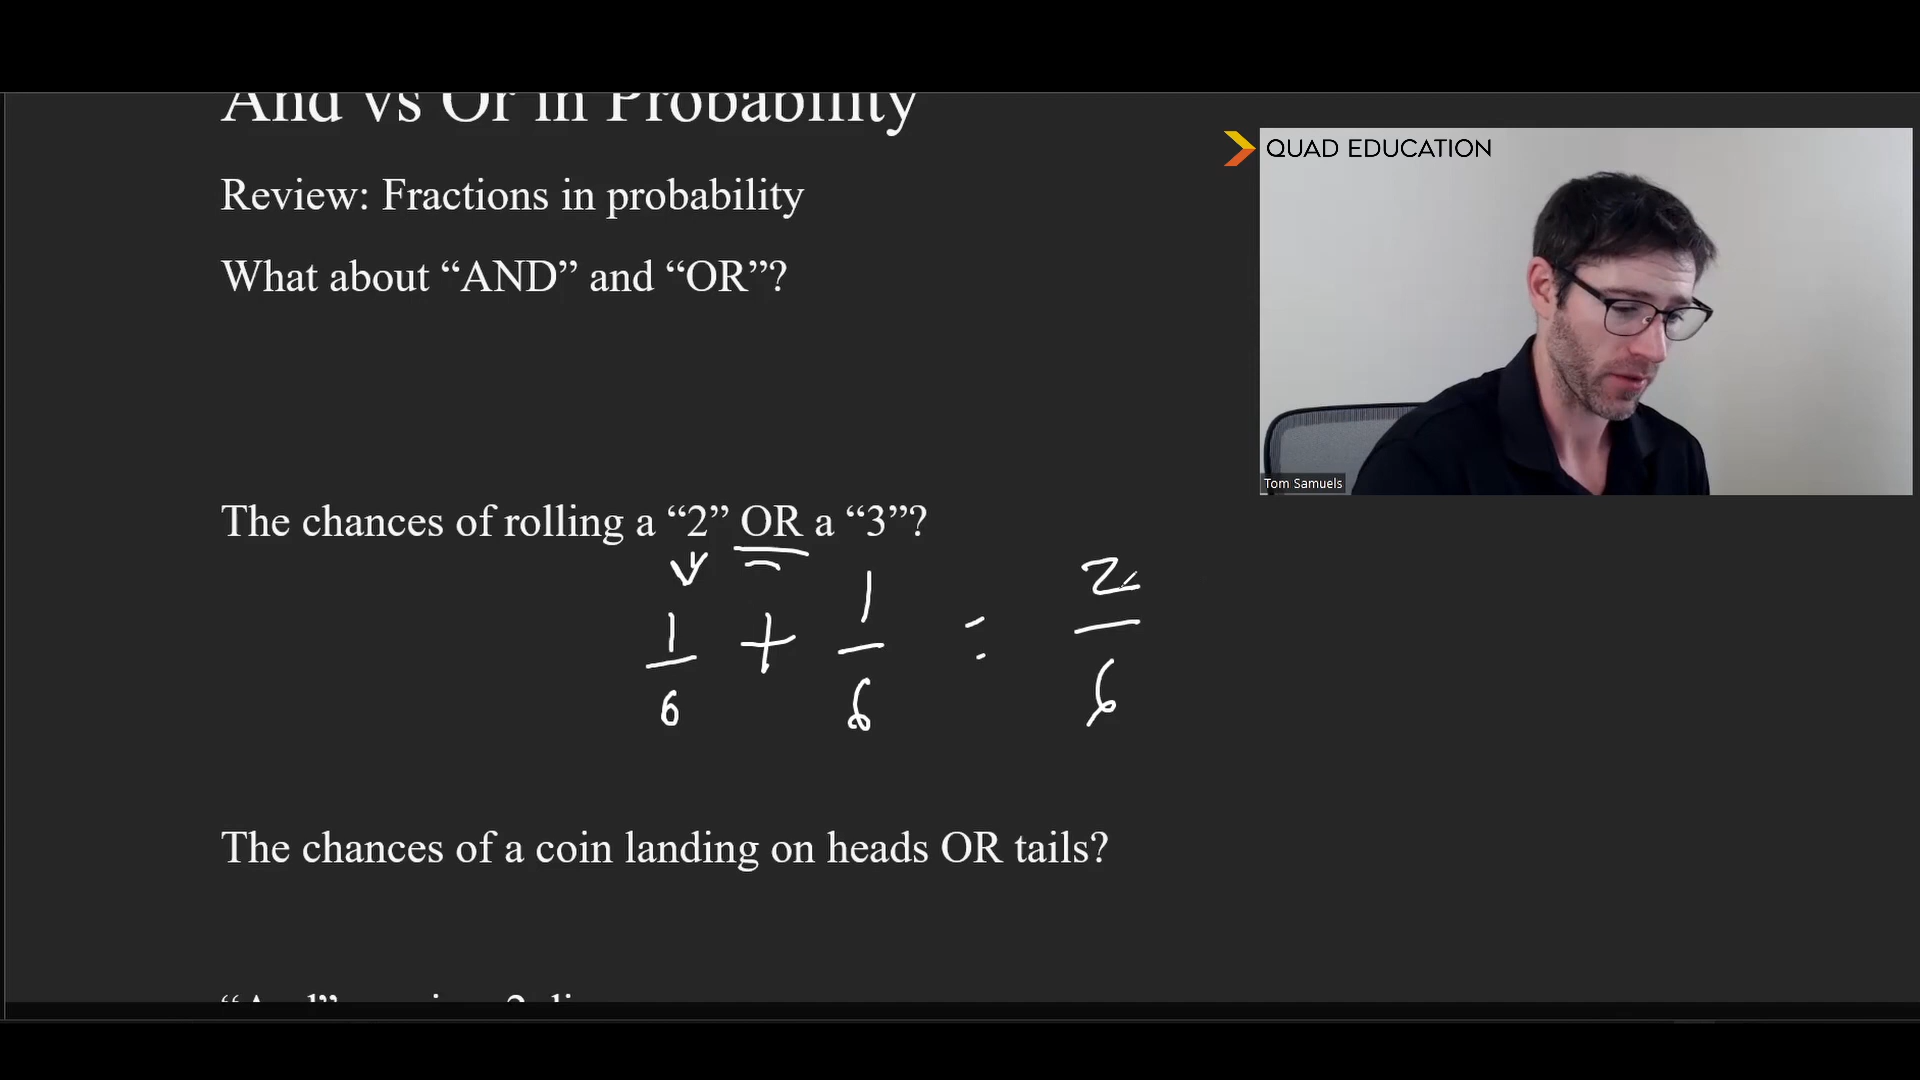 And vs Or in Probability
QUAD EDUCATION
Review: Fractions in probability
What about “AND” and “OR”?
Tom Samuels
The chances of rolling a “2” OR a “3”?
1/6 + 1/6 = 2/6
The chances of a coin landing on heads OR tails?